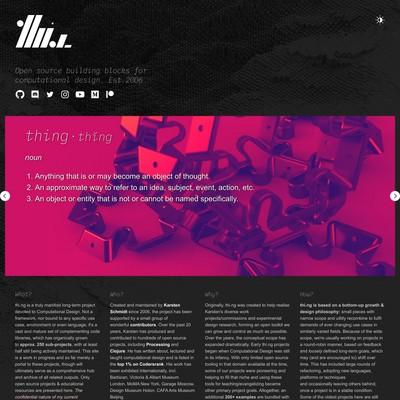 Open source building blocks for
computational design. Est.2006
thing·thing
noun
1. Anything that is or may become an object of thought.
2. An approximate way to refer to an idea, subject, event, action, etc.
3. An object or entity that is not or cannot be named specifically.
What?
thi.ng is a truly manifold long-term project
devoted to Computational Design. Not a
framework, nor bound to any specific use
case, environment or even language, it's a
vast and mature set of complementing code
libraries, which has organically grown
to approx. 250 sub-projects, with at least
half still being actively maintained. This site
is a work in progress and so far merely a
portal to these projects, though will
ultimately serve as a comprehensive hub
and archive of all related outputs. Only
open source projects & educational
resources are presented here. The
confidential nature of my current
Who?
Created and maintained by Karsten
Schmidt since 2006, the project has been
supported by a small group of
wonderful contributors. Over the past 20
years, Karsten has produced and
contributed to hundreds of open source
projects, including Processing and
Clojure. He has written about, lectured and
taught computational design and is listed in
the top 1% code rank. His work has
been exhibited internationally, incl.
Barbican, Victoria & Albert Museum
London, MoMA New York, Garage Moscow,
Design Museum Holon, CAFA Arts Museum
Beijing
Why?
Originally, thi.ng was created to help realise
Karsten's diverse work
projects/commissions and experimental
design research, forming an open toolkit we
can grow and control as much as possible.
Over the years, the conceptual scope has
expanded dramatically: Early thi.ng projects
began when Computational Design was still
in its infancy. With only limited open source
tooling in that domain available at the time,
some of our projects were pioneering and
helping to fill that niche and using these
tools for teaching/evangelizing became
other primary project goals. Altogether, an
additional 200+ examples are bundled with
How?
thi.ng is based on a bottom-up growth &
design philosophy: small pieces with
narrow scope and utility recombine to fulfil
demands of ever changing use cases in
similarly varied fields. Because of the wide
scope, we're usually working on projects in
a round-robin manner, based on feedback
and loosely defined long-term goals, which
may (and are encouraged to) shift over
time. This has included large rounds of
refactoring, adopting new languages,
platforms or techniques
and occasionally leaving others behind,
once a project is in a stable condition.
Some of the oldest projects here are still